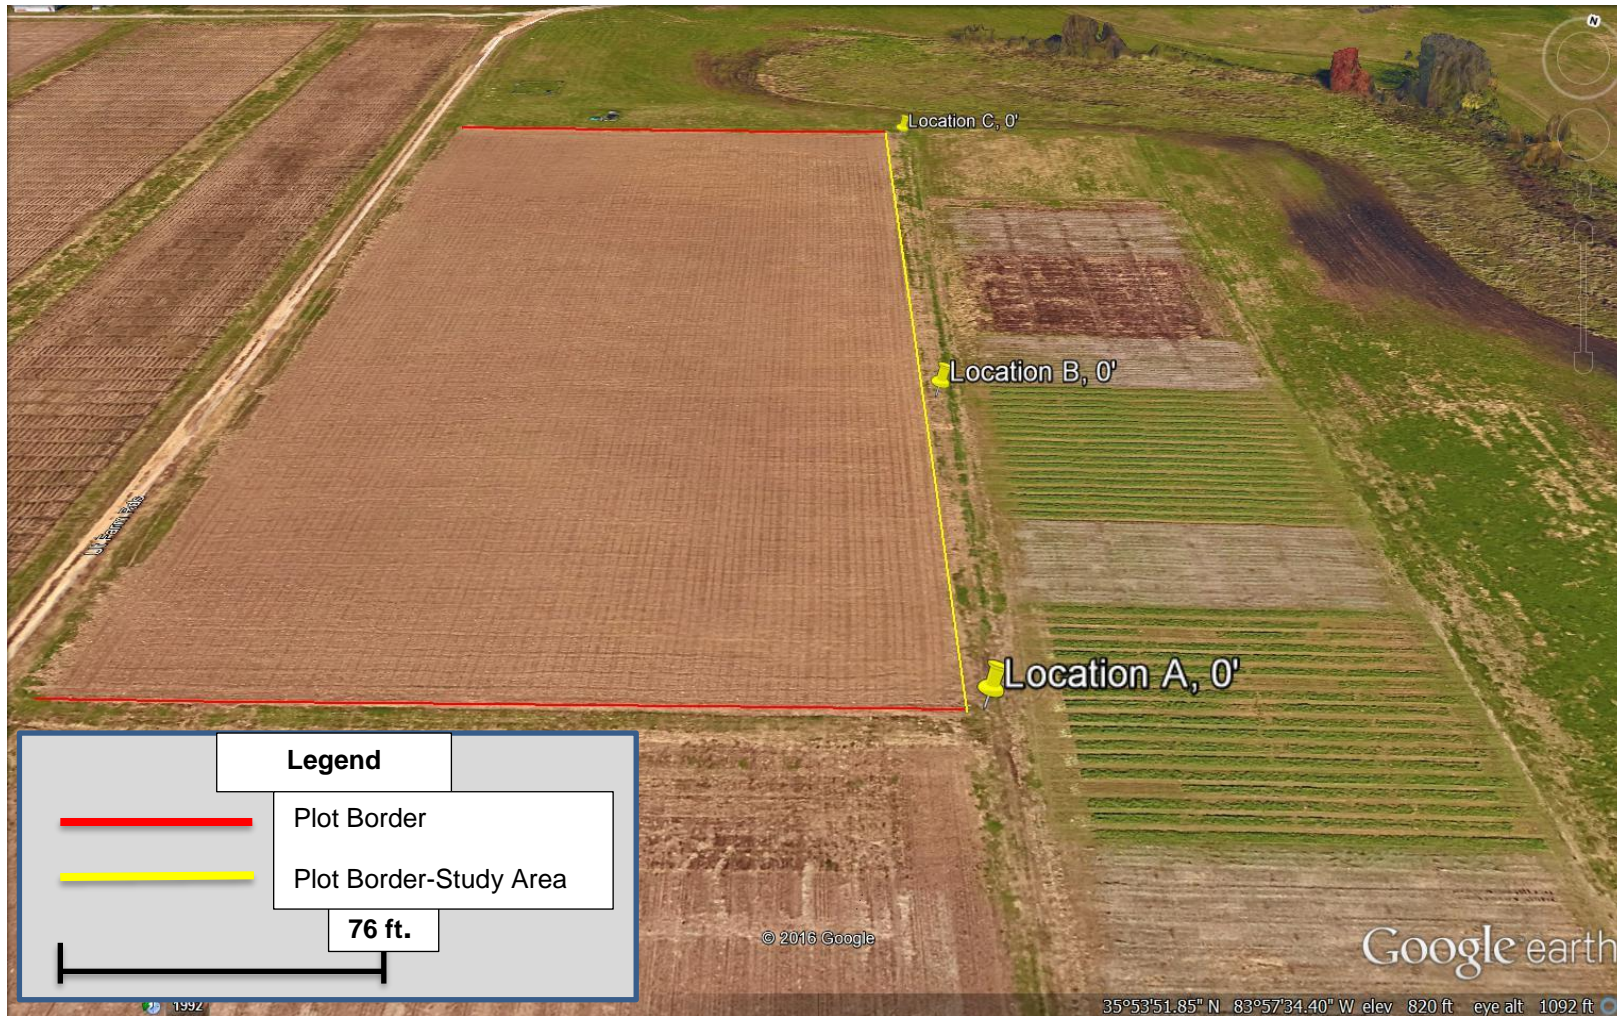 N
Location C, 0'
Location B, 0'
Location A, 0'
Legend
Plot Border
Plot Border-Study Area
76 ft.
© 2016 Google
Google earth
1992
35°53'51.85" N 83°57'34.40" W elev 820 ft eye alt 1092 ft